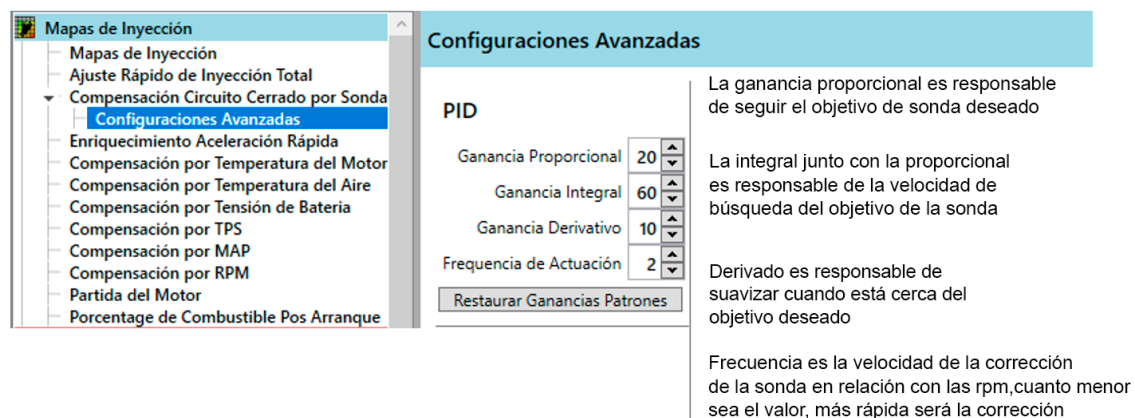 Mapas de Inyección
Mapas de Inyección
Ajuste Rápido de Inyección Total
Compensación Circuito Cerrado por Sonda
Configuraciones Avanzadas
Enriquecimiento Aceleración Rápida
Compensación por Temperatura del Motor
Compensación por Temperatura del Aire
Compensación por Tensión de Bateria
Compensación por TPS
Compensación por MAP
Compensación por RPM
Partida del Motor
Porcentage de Combustible Pos Arranque
Configuraciones Avanzadas
PID
Ganancia Proporcional 20
Ganancia Integral 60
Ganancia Derivativo 10
Frequencia de Actuación 2
Restaurar Ganancias Patrones
La ganancia proporcional es responsable
de seguir el objetivo de sonda deseado
La integral junto con la proporcional
es responsable de la velocidad de
búsqueda del objetivo de la sonda
Derivado es responsable de
suavizar cuando está cerca del
objetivo deseado
Frecuencia es la velocidad de la corrección
de la sonda en relación con las rpm,cuanto menor
sea el valor, más rápida será la corrección